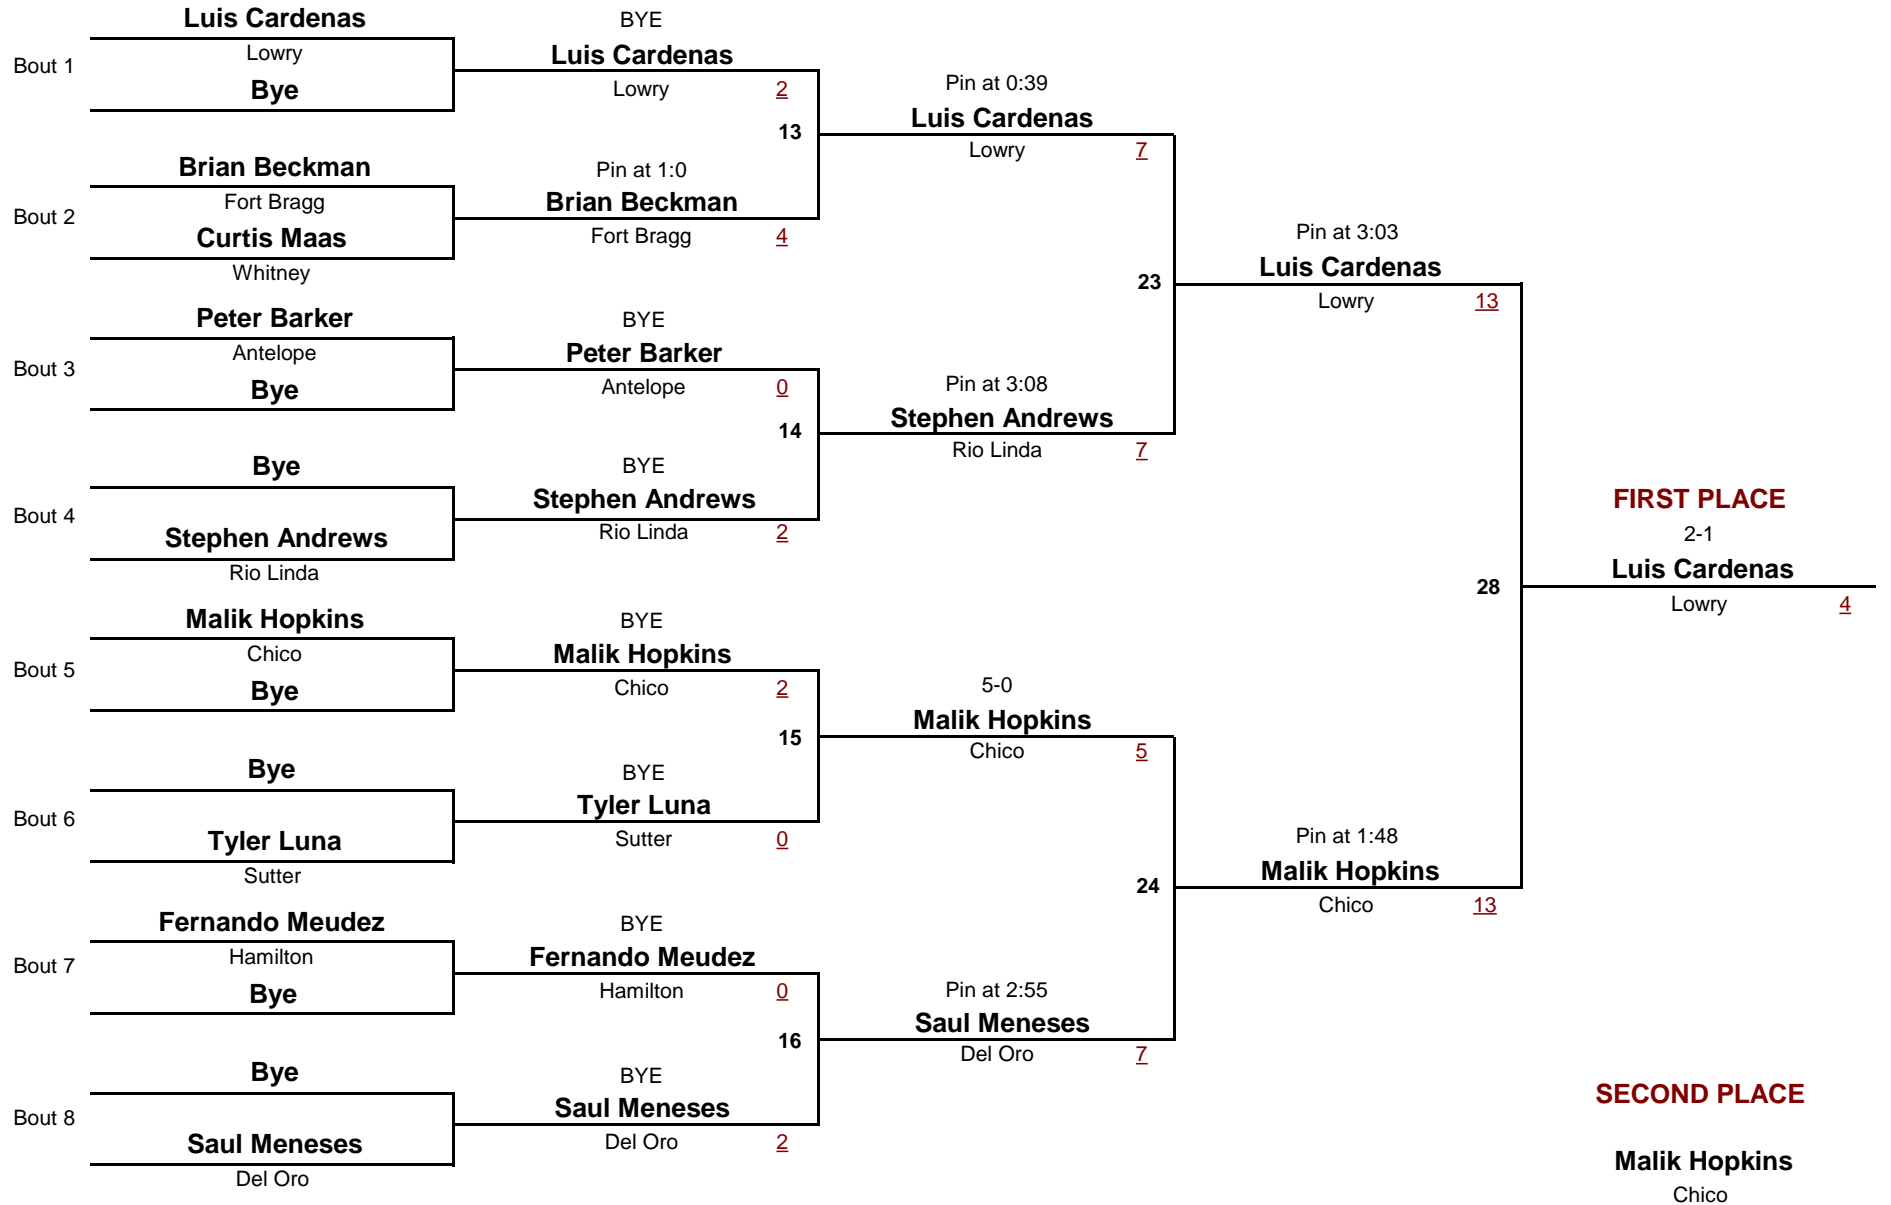 Luis Cardenas
Bout 1
Lowry
Bye
Brian Beckman
Bout 2
Fort Bragg
Curtis Maas
Whitney
Peter Barker
Bout 3
Antelope
Bye
Bye
Bout 4
Stephen Andrews
Rio Linda
Malik Hopkins
Bout 5
Chico
Bye
Bye
Bout 6
Tyler Luna
Sutter
Fernando Meudez
Bout 7
Hamilton
Bye
Bye
Bout 8
Saul Meneses
Del Oro
BYE
Luis Cardenas
Lowry 2
13
Pin at 1:0
Brian Beckman
Fort Bragg 4
BYE
Peter Barker
Antelope 0
14
BYE
Stephen Andrews
Rio Linda 2
BYE
Malik Hopkins
Chico 2
15
BYE
Tyler Luna
Sutter 0
BYE
Fernando Meudez
Hamilton 0
16
BYE
Saul Meneses
Del Oro 2
Pin at 0:39
Luis Cardenas
Lowry 7
23
Pin at 3:08
Stephen Andrews
Rio Linda 7
5-0
Malik Hopkins
Chico 5
24
Pin at 2:55
Saul Meneses
Del Oro 7
Pin at 3:03
Luis Cardenas
Lowry 13
28
Pin at 1:48
Malik Hopkins
Chico 13
FIRST PLACE
2-1
Luis Cardenas
Lowry 4
SECOND PLACE
Malik Hopkins
Chico